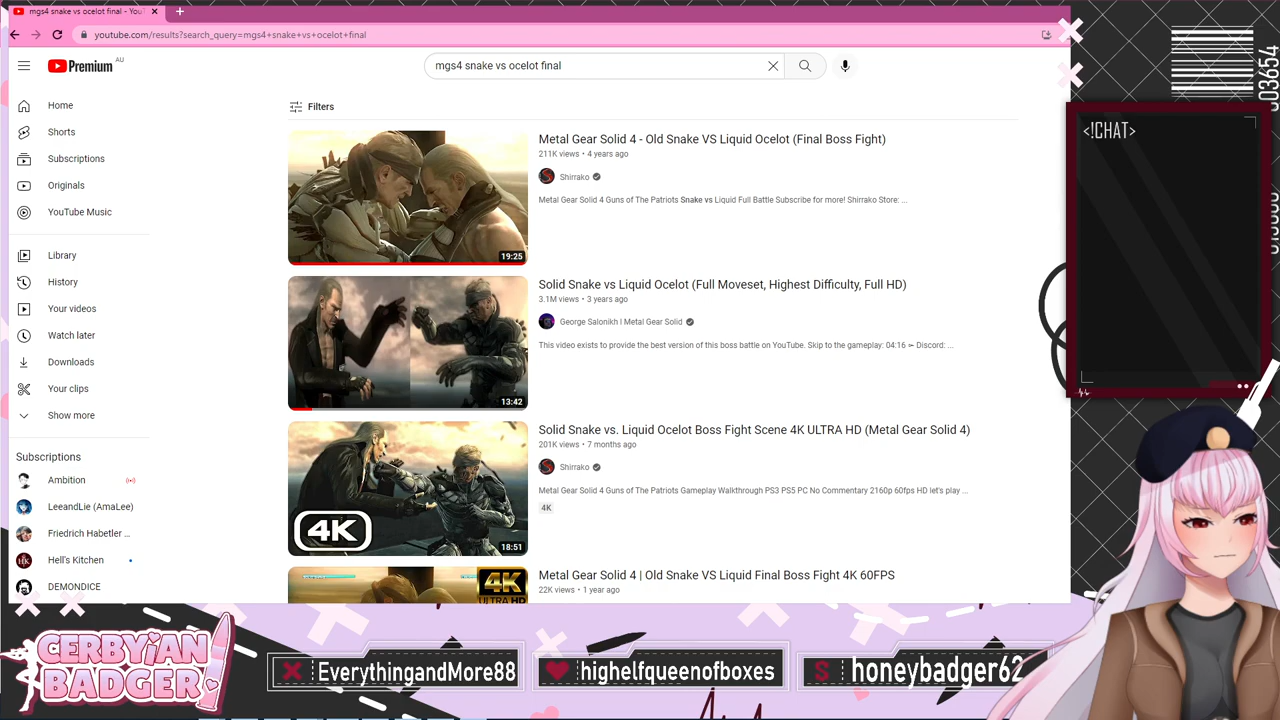 mgs4 snake vs ocelot final - YouT
youtube.com/results?search_query=mgs4+snake+vs+ocelot+final
Premium AU
mgs4 snake vs ocelot final
Home
Shorts
Subscriptions
Originals
YouTube Music
Library
History
Your videos
Watch later
Downloads
Your clips
Show more
Subscriptions
Ambition
LeeandLie (AmaLee)
Friedrich Habetler ...
Hell's Kitchen
HK
DEMONDICE
Filters
19:25
Metal Gear Solid 4 - Old Snake VS Liquid Ocelot (Final Boss Fight)
211K views • 4 years ago
Shirrako
Metal Gear Solid 4 Guns of The Patriots Snake vs Liquid Full Battle Subscribe for more! Shirrako Store: ...
13:42
Solid Snake vs Liquid Ocelot (Full Moveset, Highest Difficulty, Full HD)
3.1M views • 3 years ago
George Salonikh l Metal Gear Solid
This video exists to provide the best version of this boss battle on YouTube. Skip to the gameplay: 04:16 ➣ Discord: ...
4K
18:51
Solid Snake vs. Liquid Ocelot Boss Fight Scene 4K ULTRA HD (Metal Gear Solid 4)
201K views • 7 months ago
Shirrako
Metal Gear Solid 4 Guns of The Patriots Gameplay Walkthrough PS3 PS5 PC No Commentary 2160p 60fps HD let's play ...
4K
4K
ULTRA HD
Metal Gear Solid 4 | Old Snake VS Liquid Final Boss Fight 4K 60FPS
22K views • 1 year ago
03654
<!CHAT>
CERBYIAN
BADGER
EverythingandMore88
highelfqueenofboxes
honeybadger62